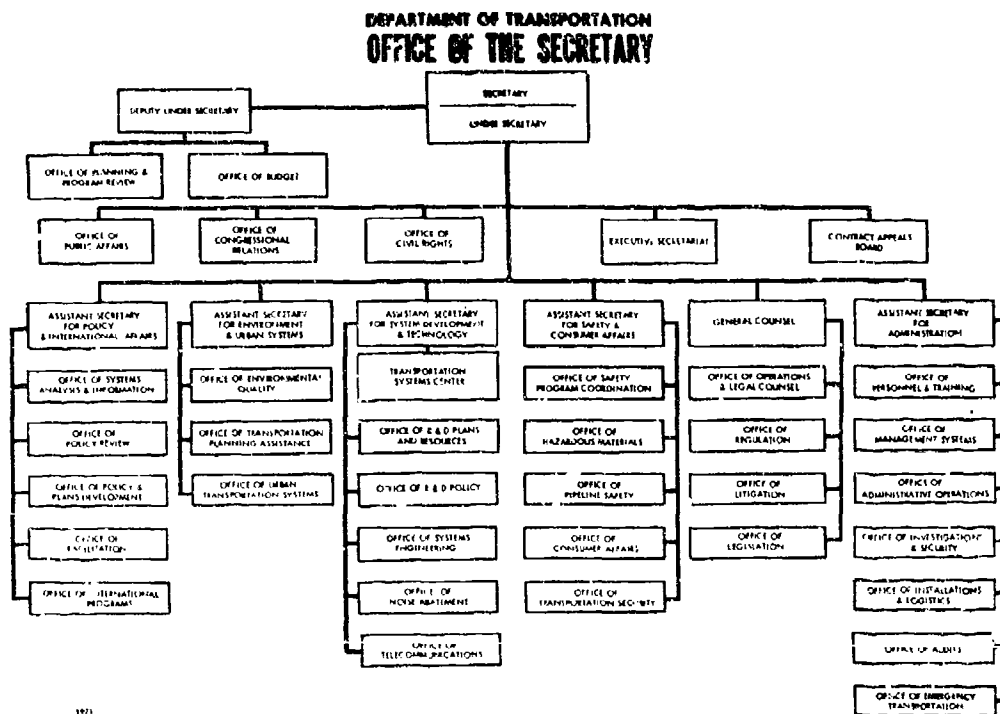 DEPARTMENT OF TRANSPORTATION
OFFICE OF THE SECRETARY
SECRETARY
UNDER SECRETARY
DEPUTY UNDER SECRETARY
OFFICE OF PLANNING &
PROGRAM REVIEW
OFFICE OF BUDGET
OFFICE OF
PUBLIC AFFAIRS
OFFICE OF
CONGRESSIONAL
RELATIONS
OFFICE OF
CIVIL RIGHTS
EXECUTIVE SECRETARIAT
CONTRACT APPEALS
BOARD
ASSISTANT SECRETARY
FOR POLICY
& INTERNATIONAL AFFAIRS
OFFICE OF SYSTEMS
ANALYSIS & INFORMATION
OFFICE OF
POLICY REVIEW
OFFICE OF POLICY &
PLANS DEVELOPMENT
OFFICE OF
FACILITATION
OFFICE OF INTERNATIONAL
PROGRAMS
ASSISTANT SECRETARY
FOR ENVIRONMENT
& URBAN SYSTEMS
OFFICE OF ENVIRONMENTAL
QUALITY
OFFICE OF TRANSPORTATION
PLANNING ASSISTANCE
OFFICE OF URBAN
TRANSPORTATION SYSTEMS
ASSISTANT SECRETARY
FOR SYSTEM DEVELOPMENT
& TECHNOLOGY
TRANSPORTATION
SYSTEMS CENTER
OFFICE OF R & D PLANS
AND RESOURCES
OFFICE OF R & D POLICY
OFFICE OF SYSTEMS
ENGINEERING
OFFICE OF
NOISE ABATEMENT
OFFICE OF
TELECOMMUNICATIONS
ASSISTANT SECRETARY
FOR SAFETY &
CONSUMER AFFAIRS
OFFICE OF SAFETY
PROGRAM COORDINATION
OFFICE OF
HAZARDOUS MATERIALS
OFFICE OF
PIPELINE SAFETY
OFFICE OF
CONSUMER AFFAIRS
OFFICE OF
TRANSPORTATION SECURITY
GENERAL COUNSEL
OFFICE OF OPERATIONS
& LEGAL COUNSEL
OFFICE OF
REGULATION
OFFICE OF
LITIGATION
OFFICE OF
LEGISLATION
ASSISTANT SECRETARY
FOR
ADMINISTRATION
OFFICE OF
PERSONNEL & TRAINING
OFFICE OF
MANAGEMENT SYSTEMS
OFFICE OF
ADMINISTRATIVE OPERATIONS
OFFICE OF INVESTIGATIONS
& SECURITY
OFFICE OF INSTALLATIONS
& LOGISTICS
OFFICE OF AUDITS
OFFICE OF EMERGENCY
TRANSPORTATION